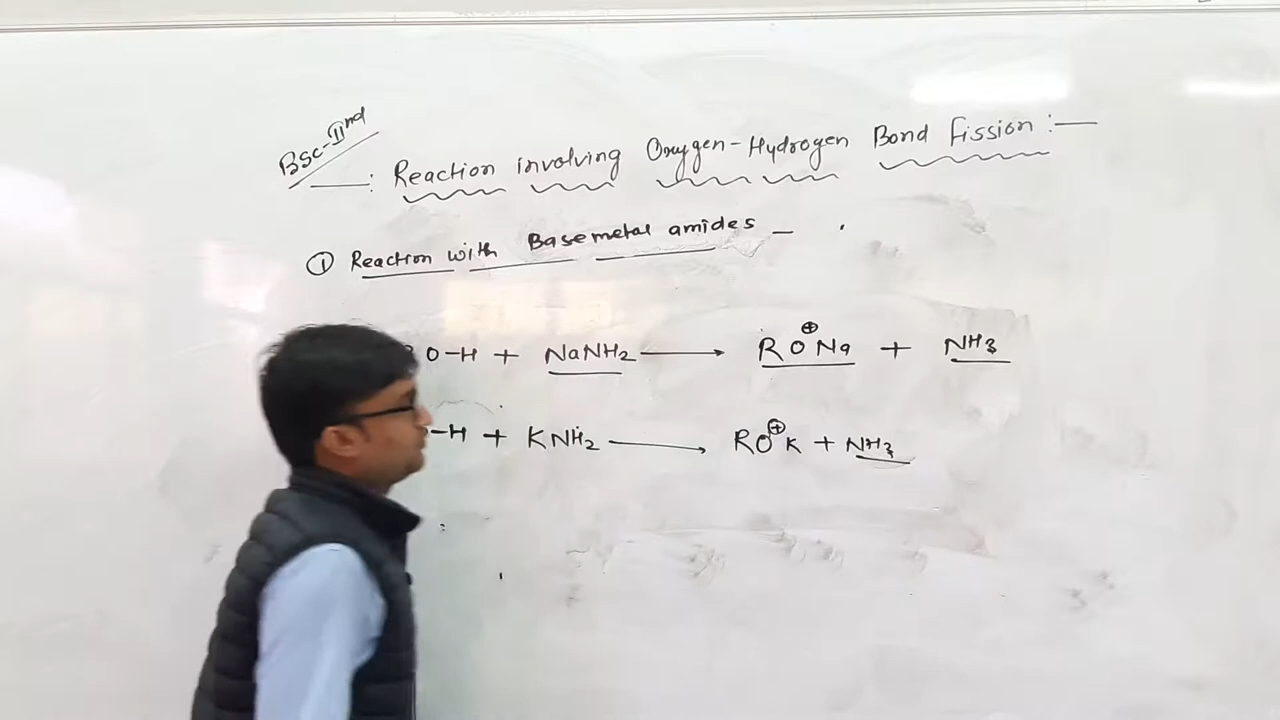 BSc-IInd
Reaction involving Oxygen-Hydrogen Bond fission :—
① Reaction with Basemetal amides —
O-H + NaNH₂ ⟶ RO⊕Na + NH₃
-H + KNH₂ ⟶ RO⊕K + NH₃